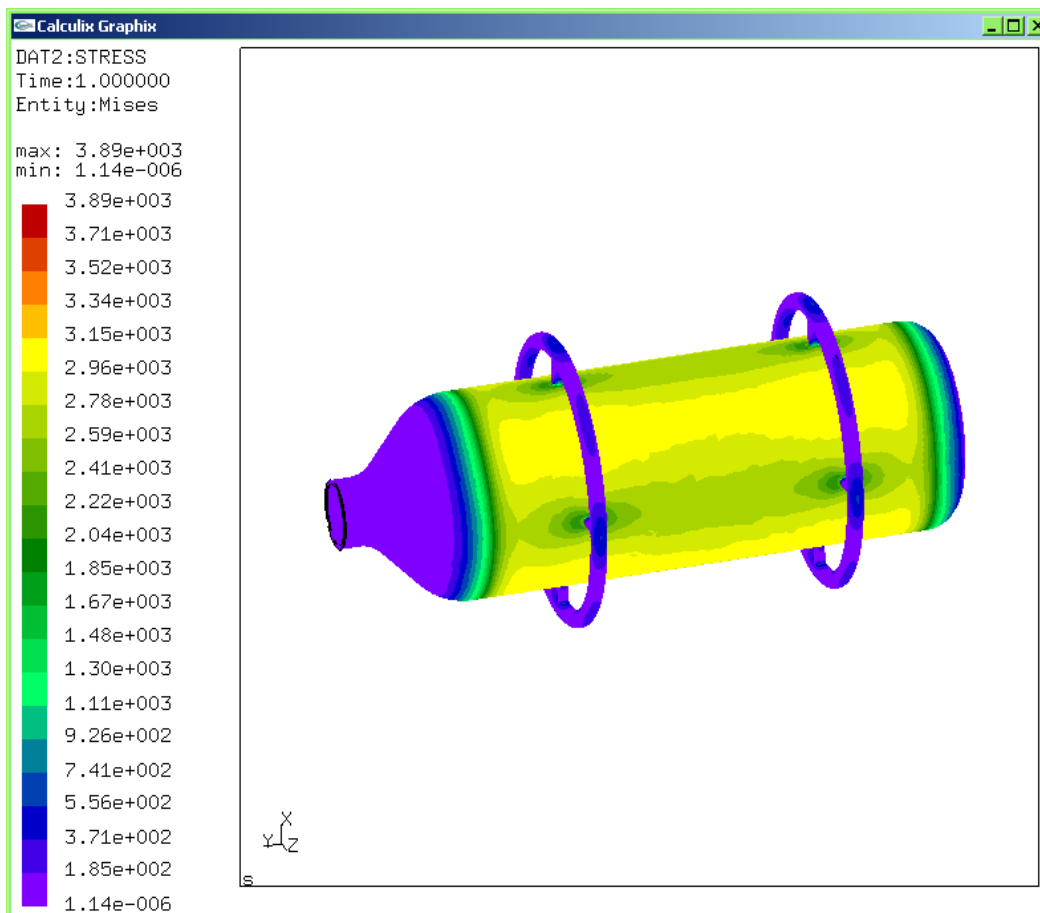 Calculix Graphix
DAT2:STRESS
Time:1.000000
Entity:Mises
max: 3.89e+003
min: 1.14e-006
3.89e+003
3.71e+003
3.52e+003
3.34e+003
3.15e+003
2.96e+003
2.78e+003
2.59e+003
2.41e+003
2.22e+003
2.04e+003
1.85e+003
1.67e+003
1.48e+003
1.30e+003
1.11e+003
9.26e+002
7.41e+002
5.56e+002
3.71e+002
1.85e+002
1.14e-006
X
Y
Z
s